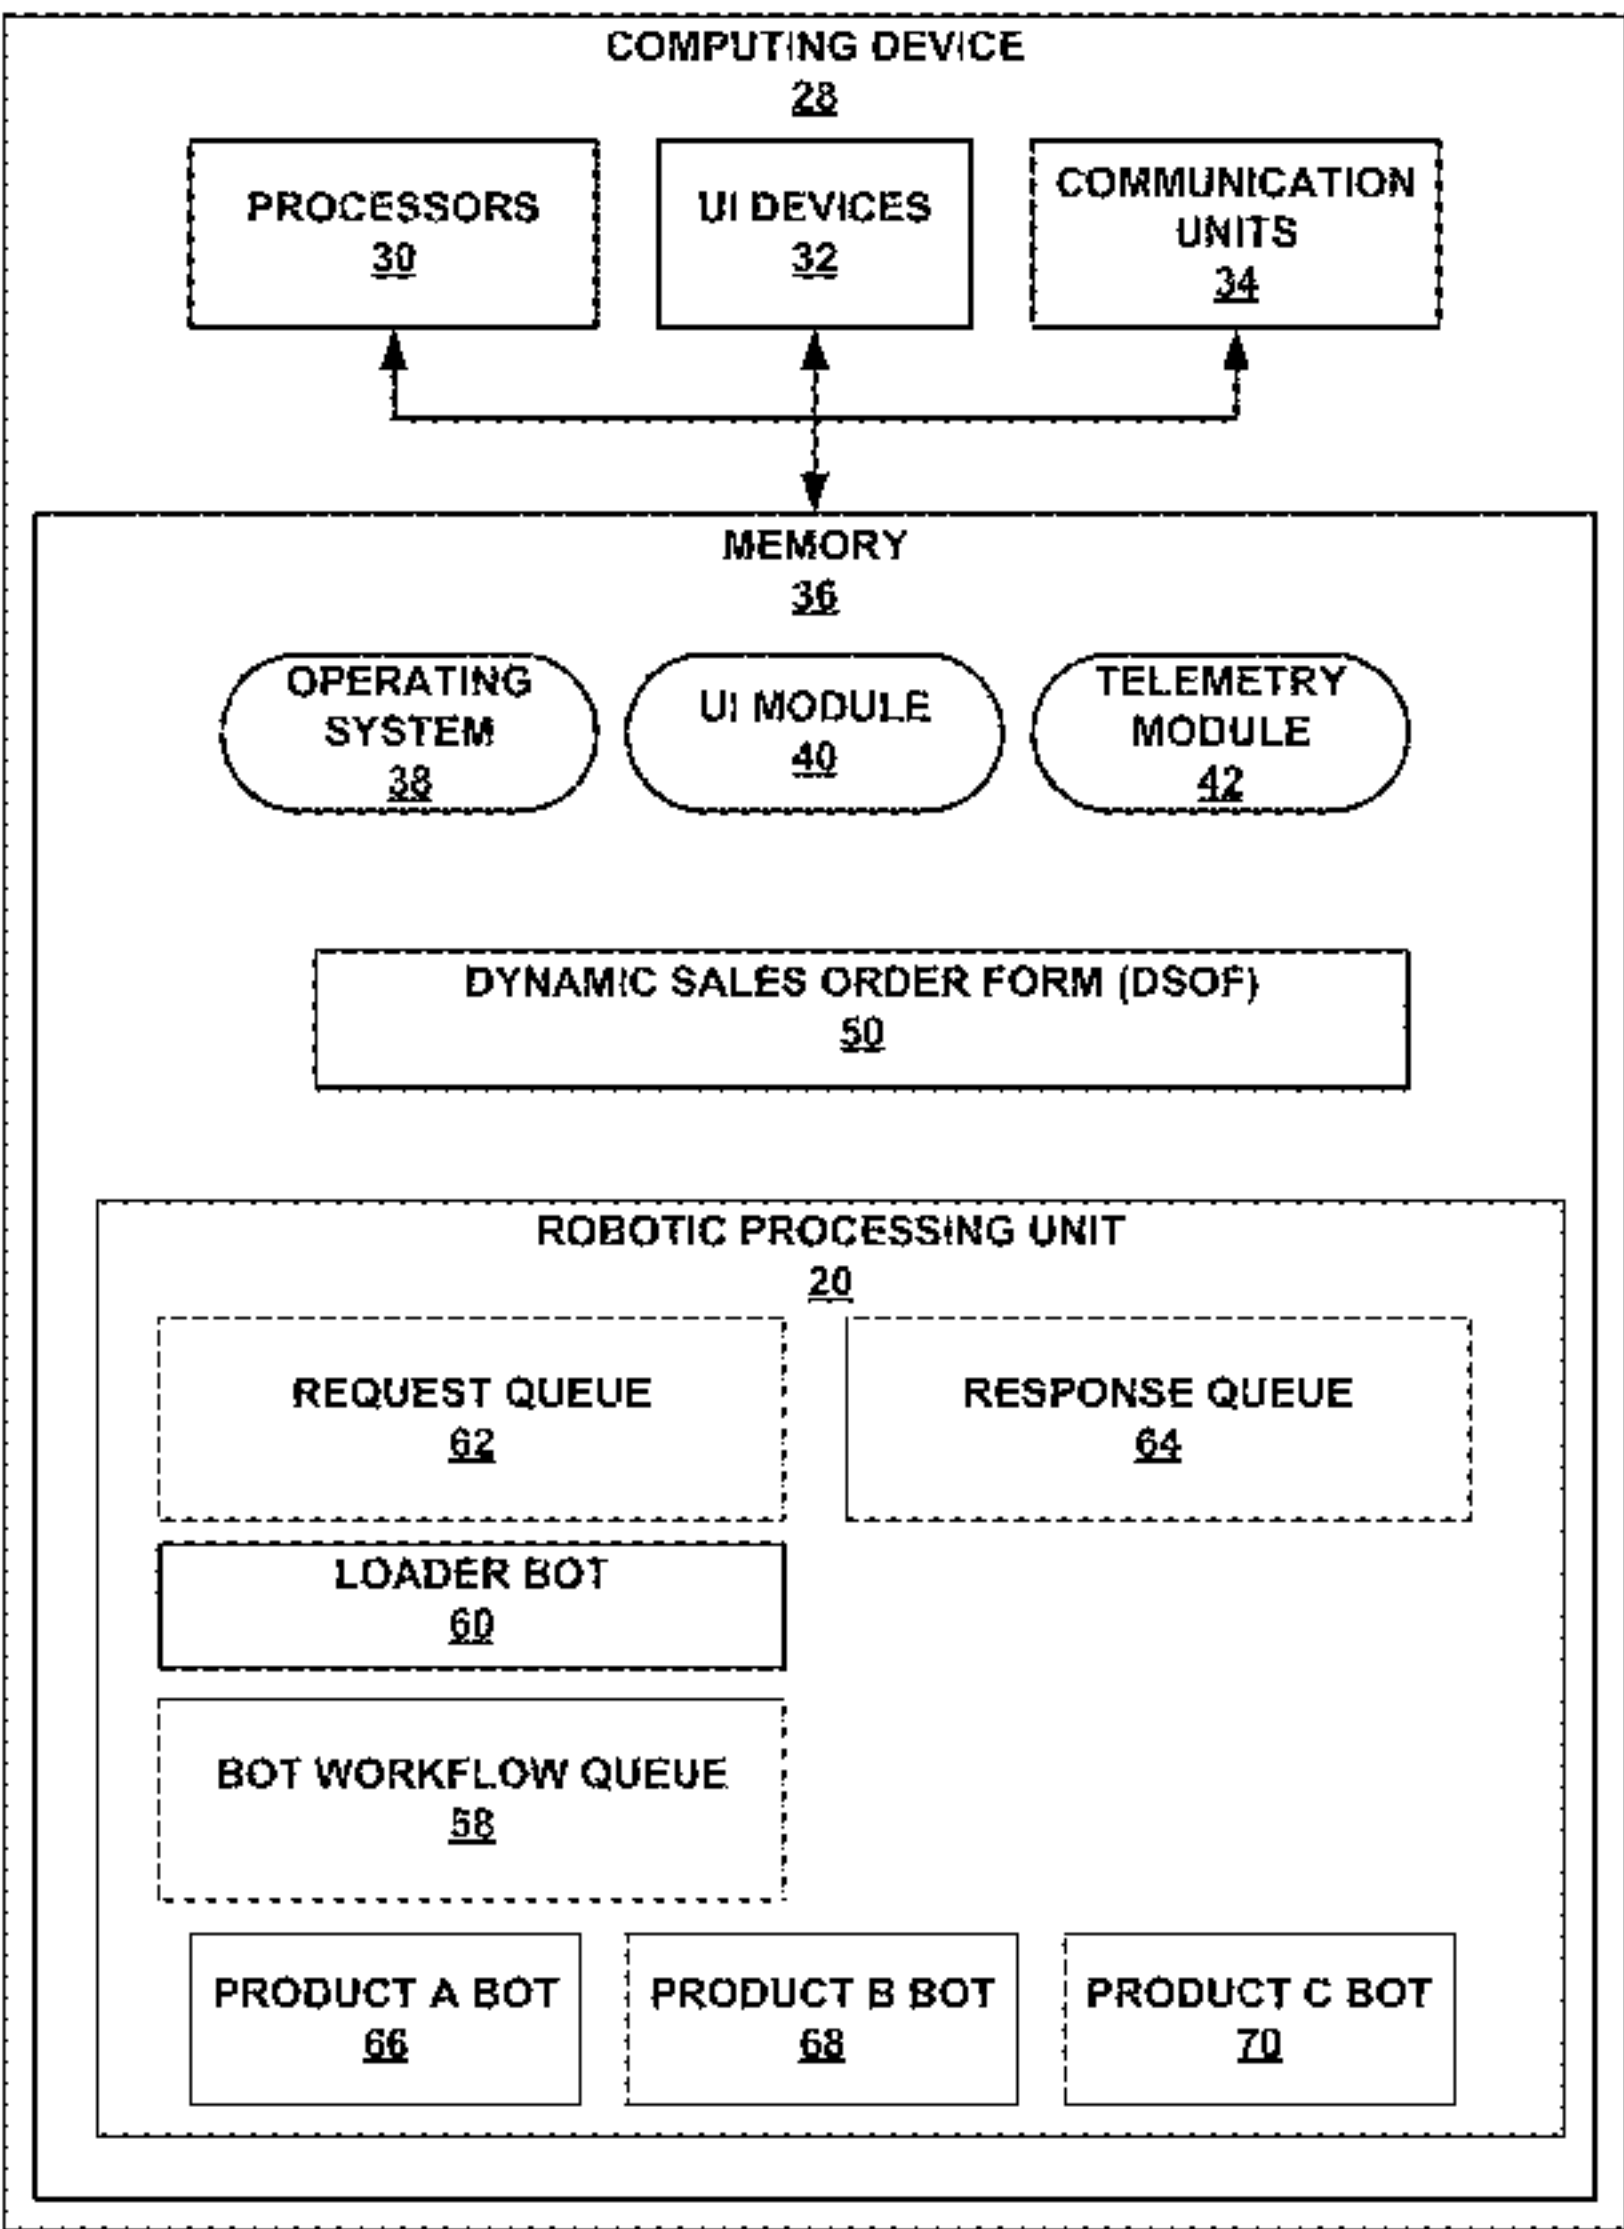 COMPUTING DEVICE
28
PROCESSORS
30
UI DEVICES
32
COMMUNICATION
UNITS
34
MEMORY
36
OPERATING
SYSTEM
38
UI MODULE
40
TELEMETRY
MODULE
42
DYNAMIC SALES ORDER FORM (DSOF)
50
ROBOTIC PROCESSING UNIT
20
REQUEST QUEUE
62
RESPONSE QUEUE
64
LOADER BOT
60
BOT WORKFLOW QUEUE
58
PRODUCT A BOT
66
PRODUCT B BOT
68
PRODUCT C BOT
70